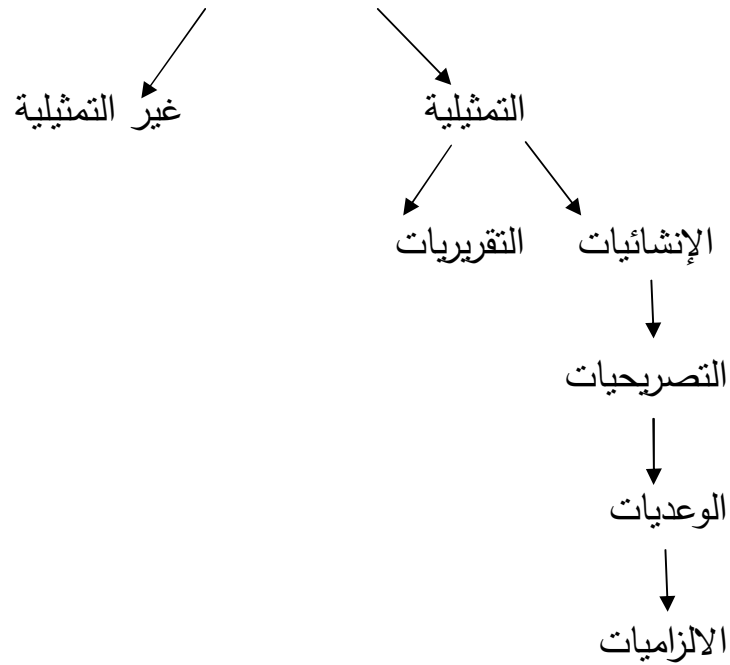 التمثيلية غير التمثيلية
الإنشائيات التقريريات
التصريحيات
الوعديات
الالزاميات